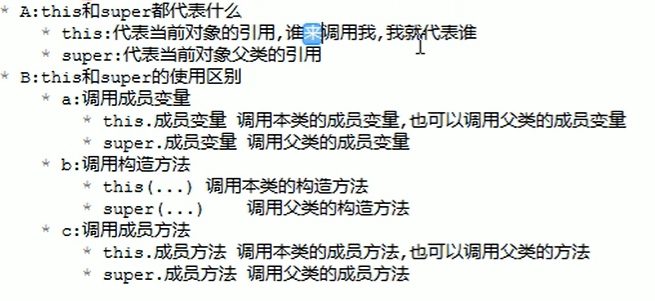 * A:this和super都代表什么
* this:代表当前对象的引用,谁来调用我,我就代表谁
* super:代表当前对象父类的引用
* B:this和super的使用区别
* a:调用成员变量
* this.成员变量 调用本类的成员变量,也可以调用父类的成员变量
* super.成员变量 调用父类的成员变量
* b:调用构造方法
* this(...) 调用本类的构造方法
* super(...) 调用父类的构造方法
* c:调用成员方法
* this.成员方法 调用本类的成员方法,也可以调用父类的方法
* super.成员方法 调用父类的成员方法